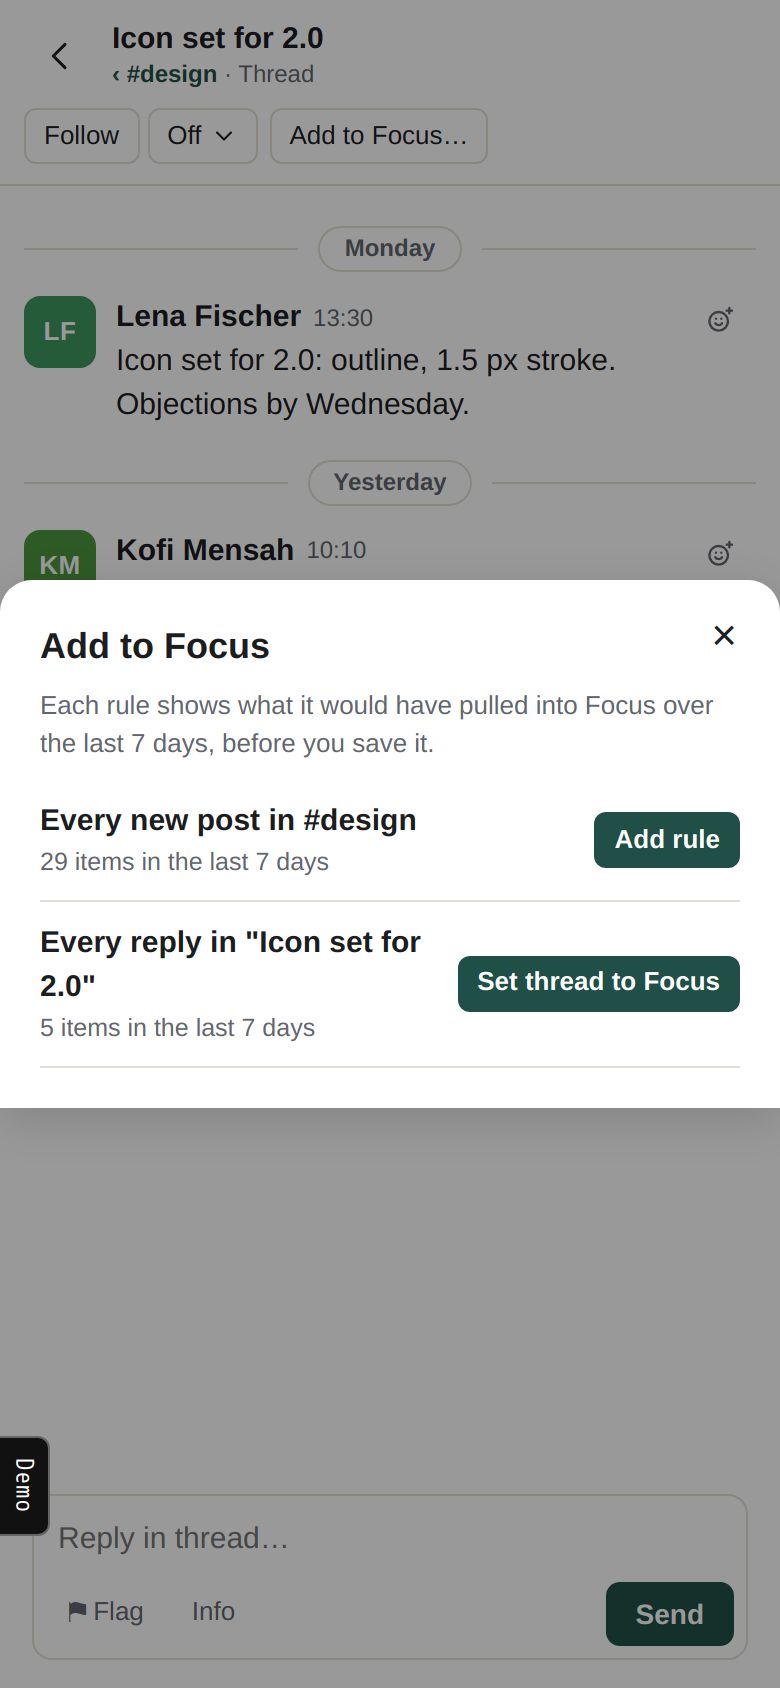 Icon set for 2.0
‹ #design · Thread
Follow
Off
Add to Focus…
Monday
LF
Lena Fischer 13:30
Icon set for 2.0: outline, 1.5 px stroke.
Objections by Wednesday.
Yesterday
KM
Kofi Mensah 10:10
Add to Focus
Each rule shows what it would have pulled into Focus over
the last 7 days, before you save it.
Every new post in #design
29 items in the last 7 days
Add rule
Every reply in "Icon set for
2.0"
5 items in the last 7 days
Set thread to Focus
Demo
Reply in thread…
Flag
Info
Send